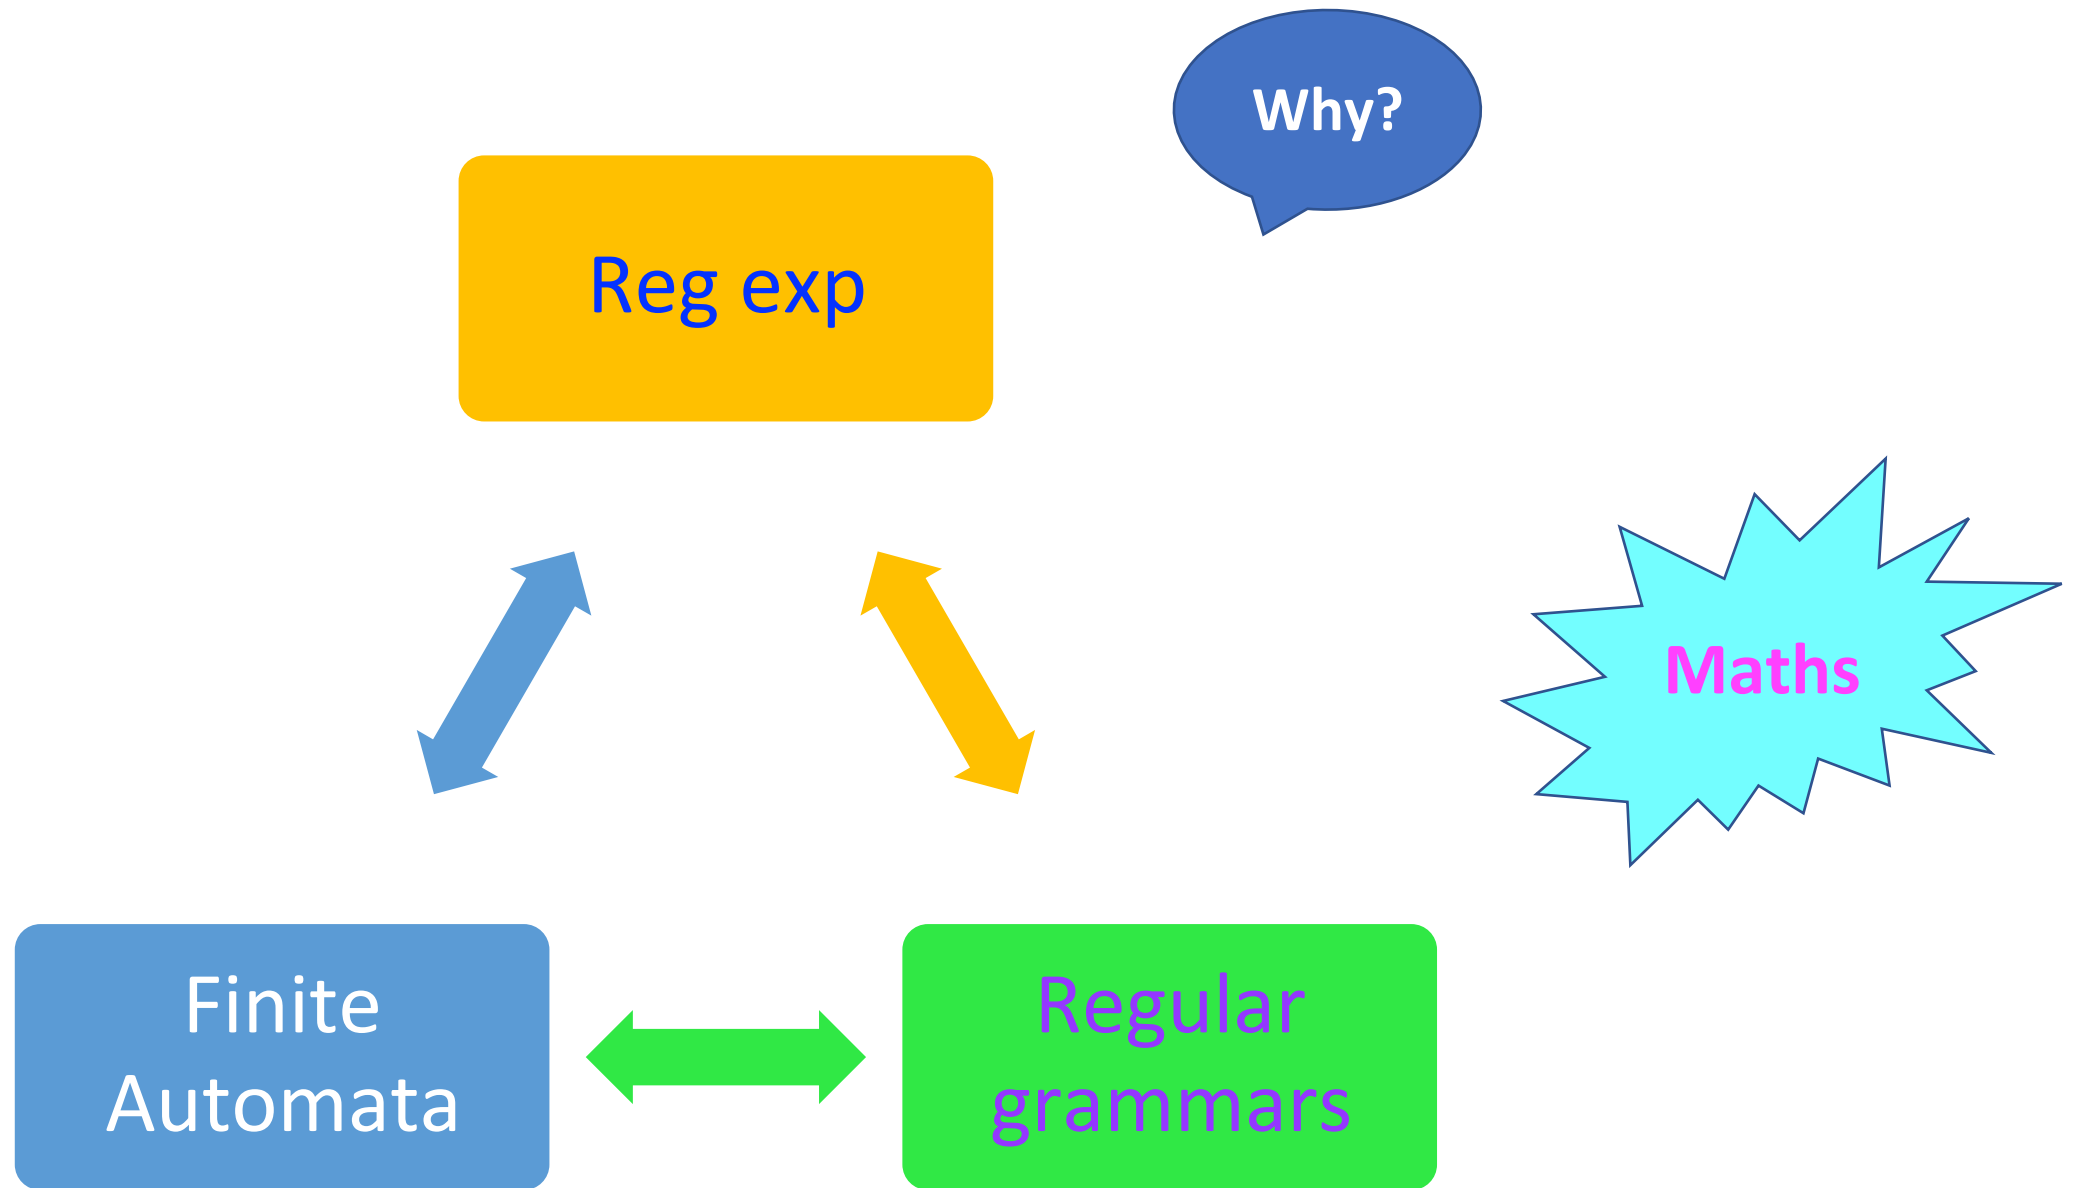 Why?
Reg exp
Maths
Finite
Automata
Regular
grammars